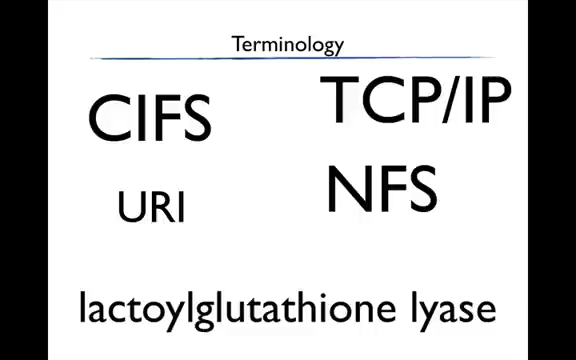 Terminology
CIFS
TCP/IP
URI
NFS
lactoylglutathione lyase